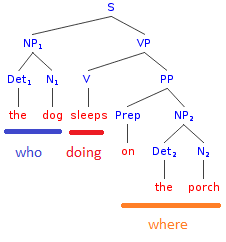 S
NP₁ VP
Det₁ N₁ V PP
the dog sleeps Prep NP₂
who doing on Det₂ N₂
the porch
where